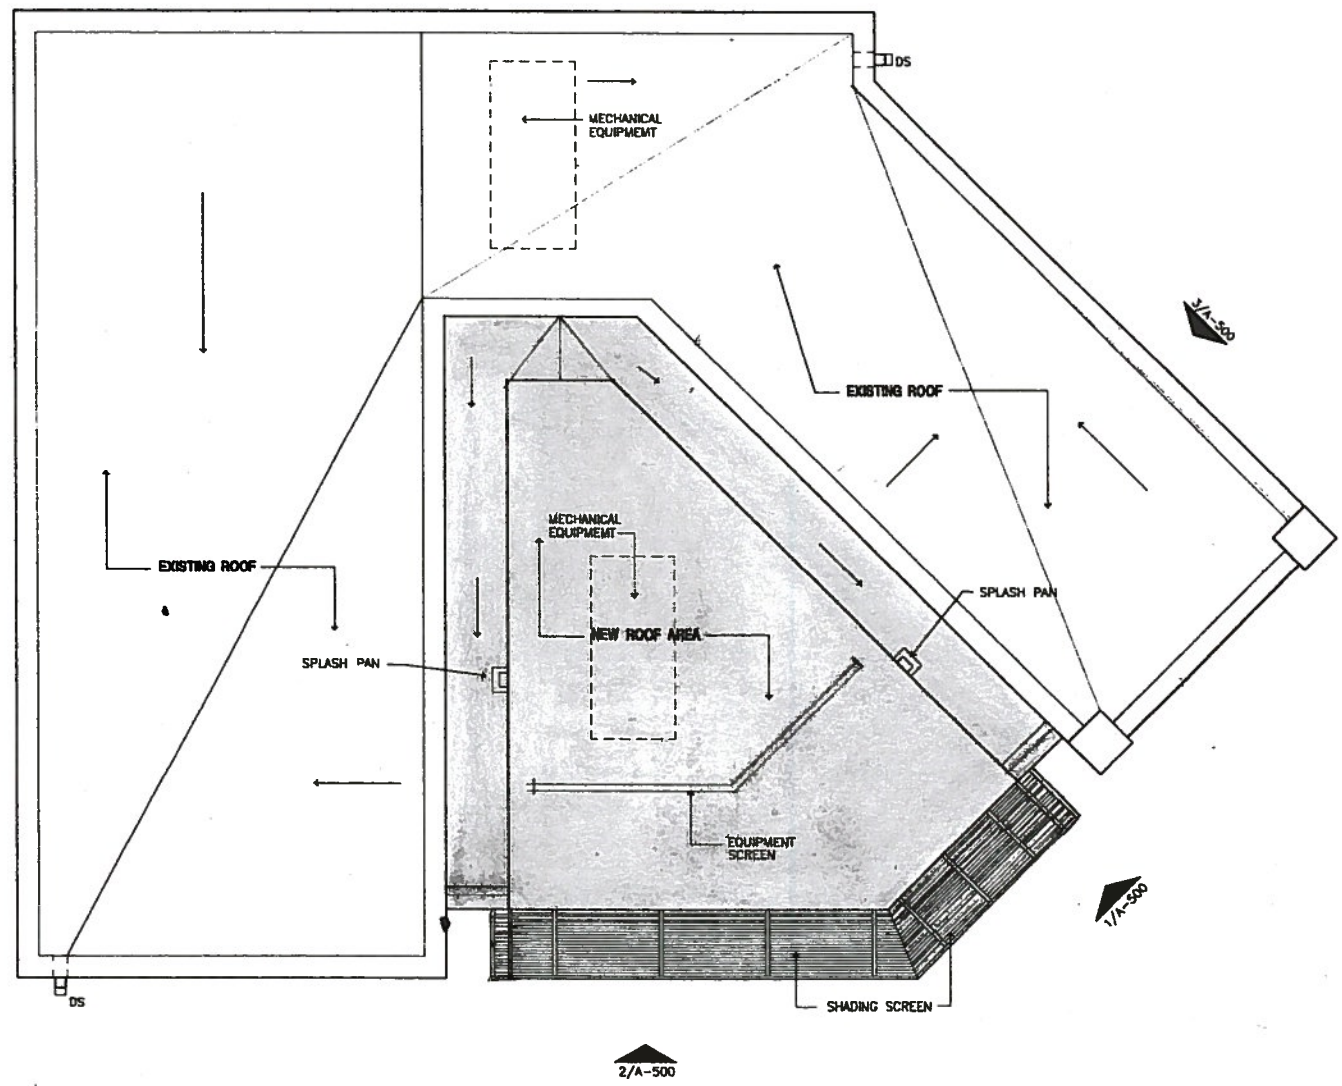 DS
MECHANICAL
EQUIPMEMT
3/A-500
EXISTING ROOF
MECHANICAL
EQUIPMEMT
EXISTING ROOF
SPLASH PAN
NEW ROOF AREA
SPLASH PAN
EQUIPMENT
SCREEN
1/A-500
DS
SHADING SCREEN
2/A-500